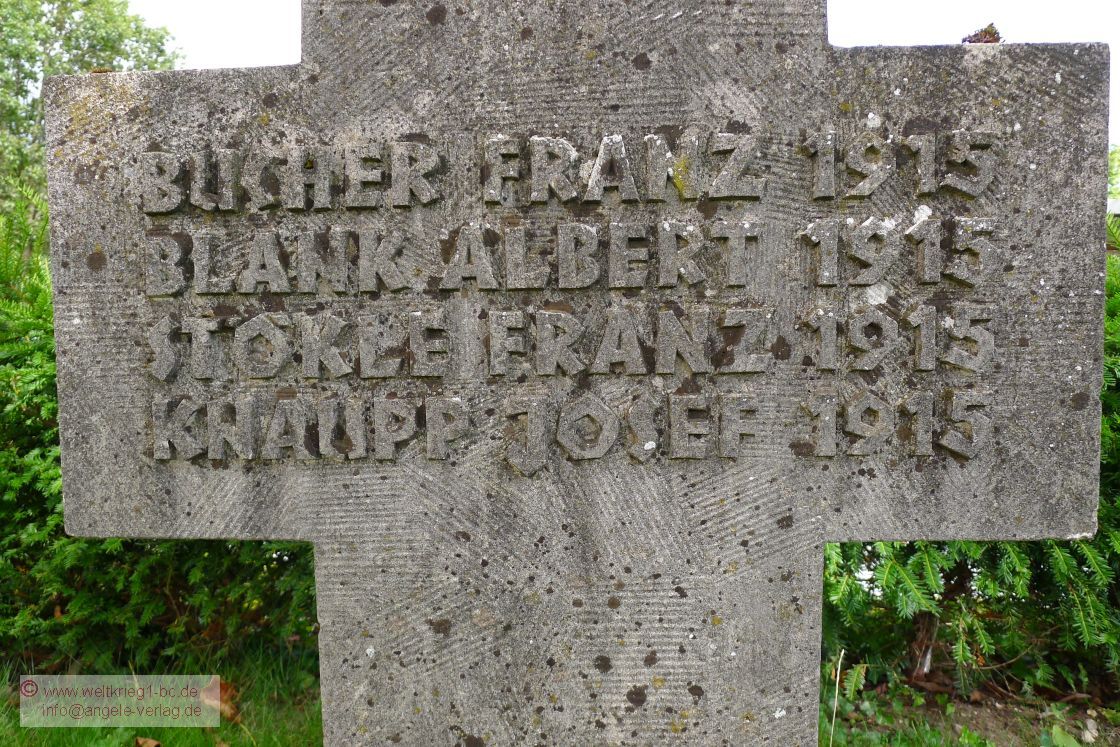 BUCHER FRANZ 1915
BLANK ALBERT 1915
STÖKLE FRANZ 1915
KNAUPP JOSEF 1915
© www.weltkrieg1-bc.de
info@angele-verlag.de